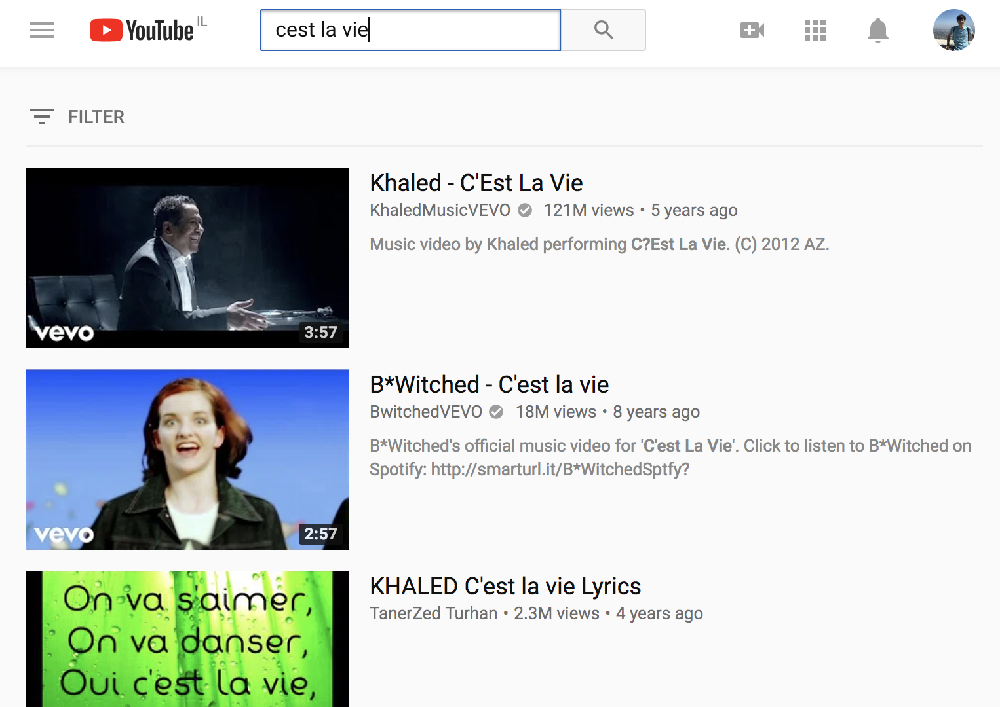 YouTube IL
cest la vie
FILTER
Khaled - C'Est La Vie
KhaledMusicVEVO 121M views • 5 years ago
Music video by Khaled performing C?Est La Vie. (C) 2012 AZ.
vevo
3:57
B*Witched - C'est la vie
BwitchedVEVO 18M views • 8 years ago
B*Witched's official music video for 'C'est La Vie'. Click to listen to B*Witched on
Spotify: http://smarturl.it/B*WitchedSptfy?
vevo
2:57
KHALED C'est la vie Lyrics
TanerZed Turhan • 2.3M views • 4 years ago
On va s'aimer,
On va danser,
Oui c'est la vie,